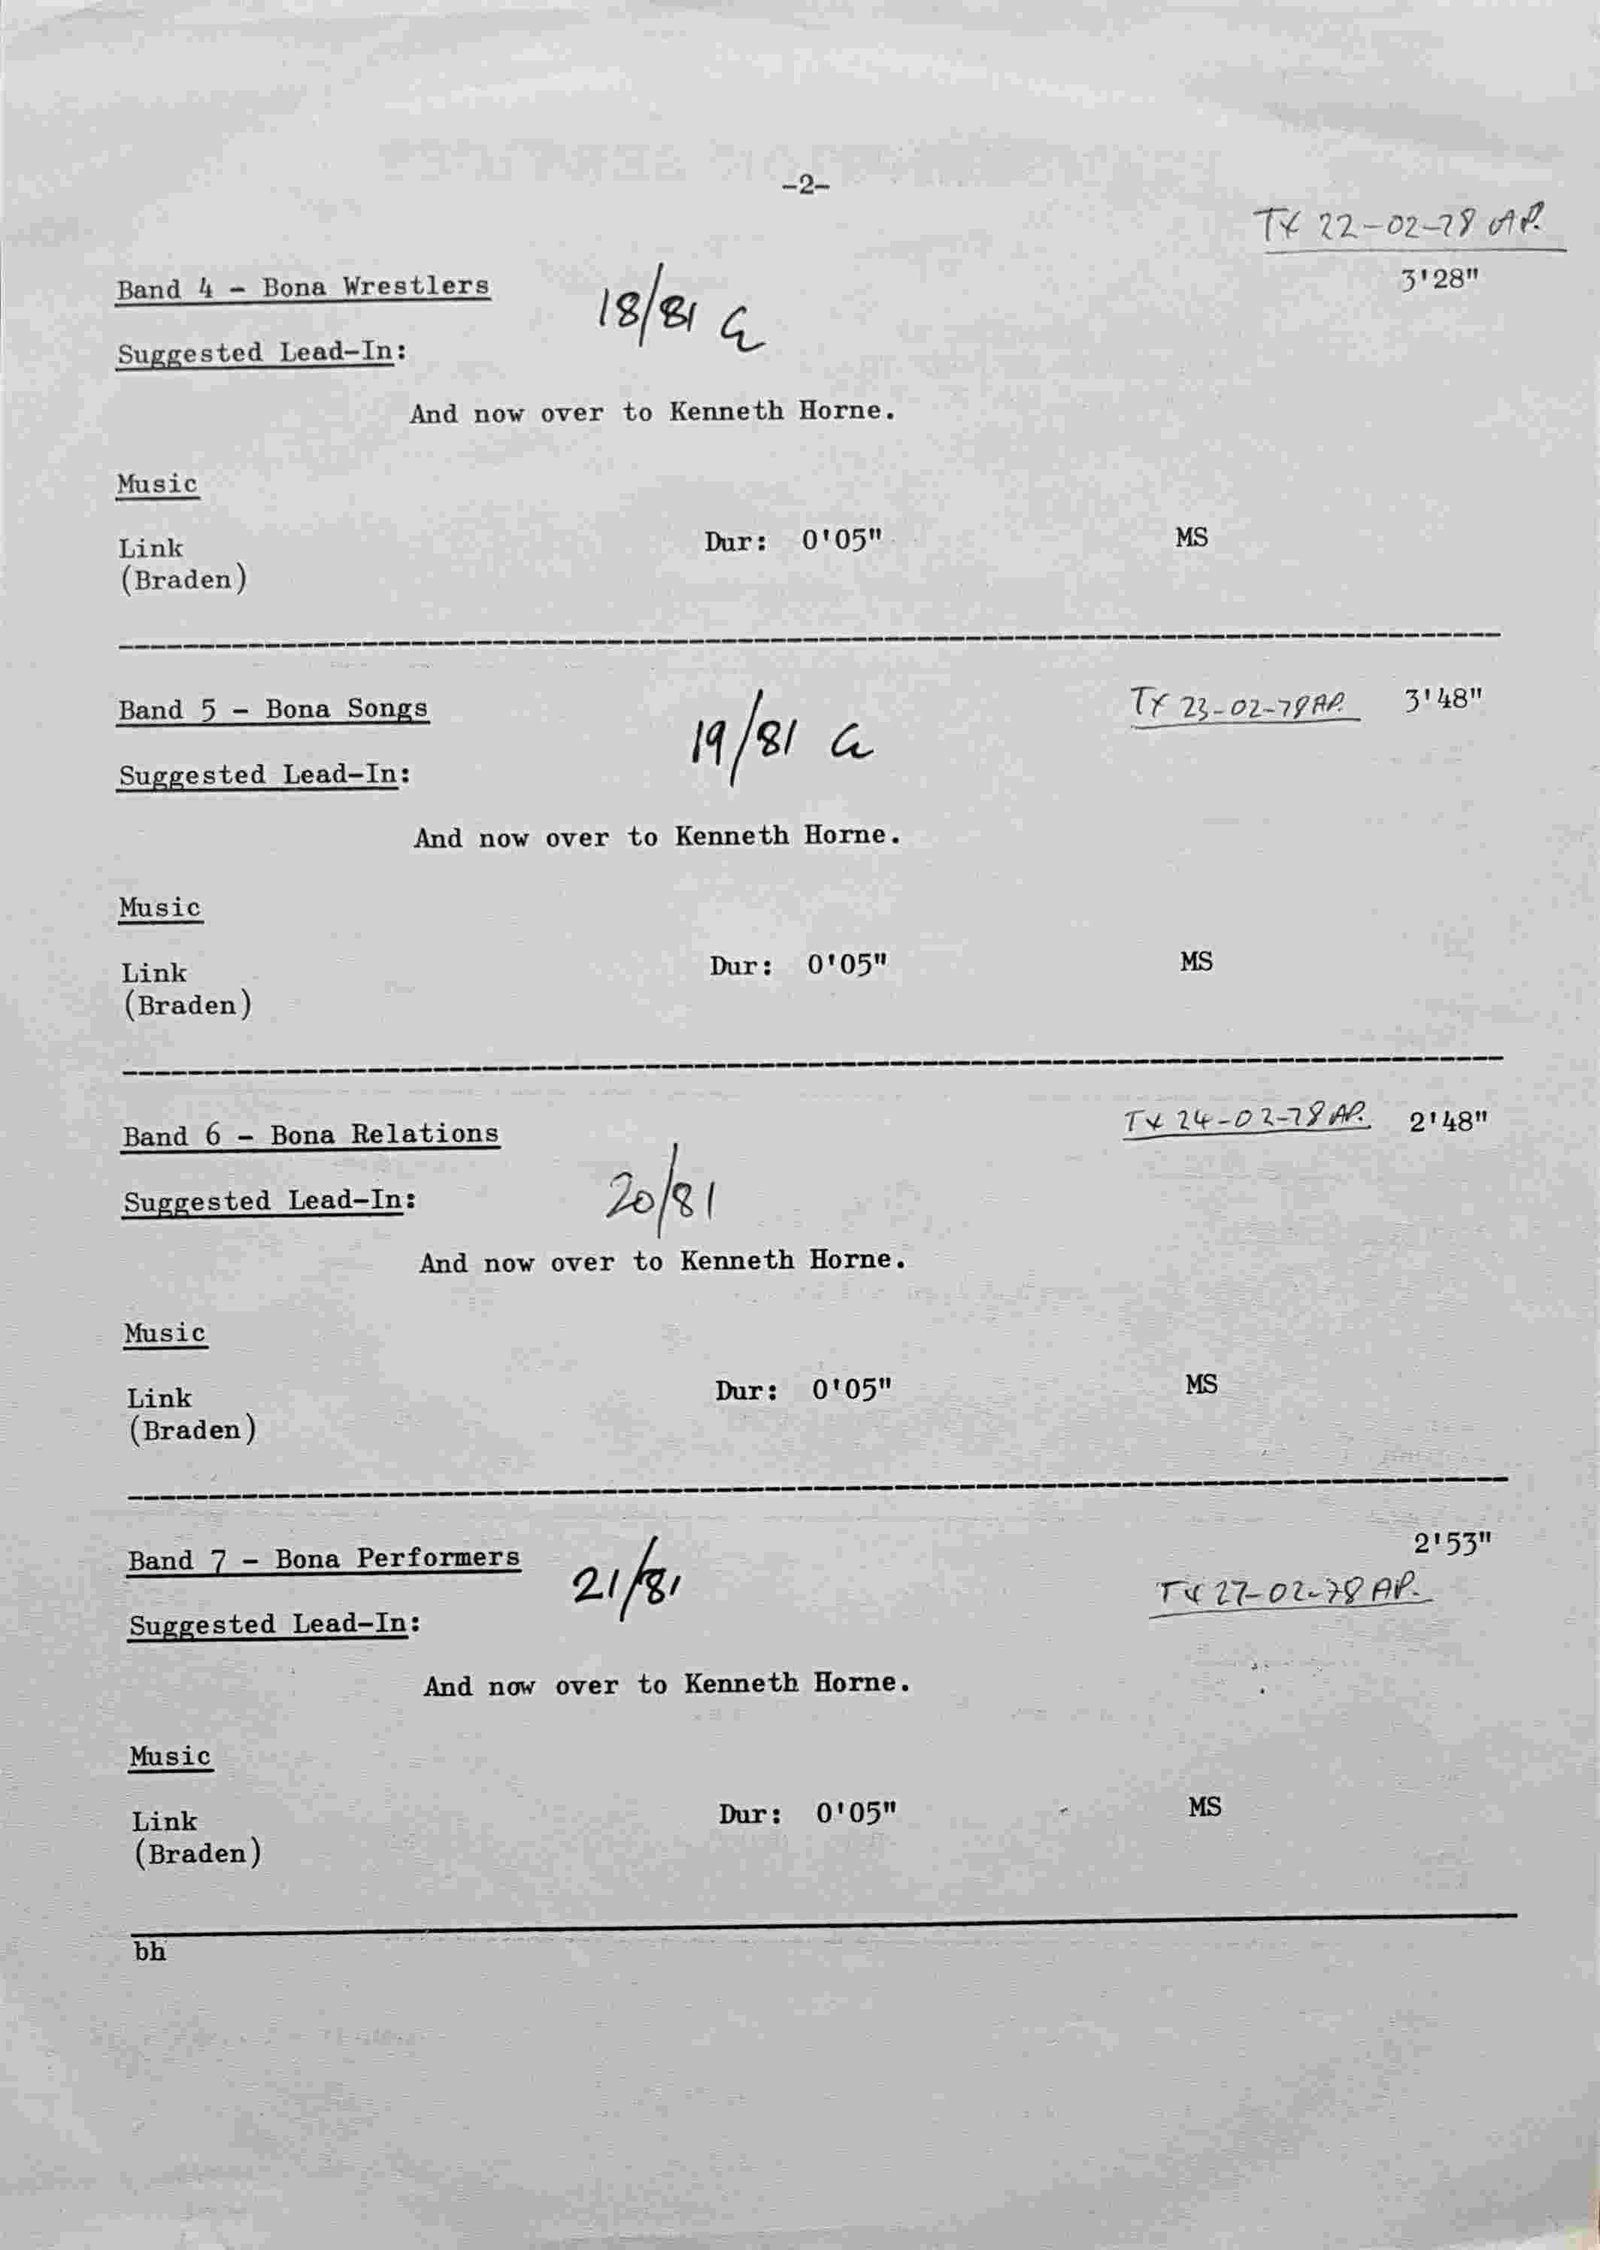 -2-
TX 22-02-78 AP.
Band 4 - Bona Wrestlers
18/81
3'28"
Suggested Lead-In:
And now over to Kenneth Horne.
Music
Link
Dur: 0'05"
MS
(Braden)
Band 5 - Bona Songs
19/81
TX 23-02-78 AP.
3'48"
Suggested Lead-In:
And now over to Kenneth Horne.
Music
Link
Dur: 0'05"
MS
(Braden)
Band 6 - Bona Relations
TX 24-02-78 AP.
2'48"
Suggested Lead-In:
20/81
And now over to Kenneth Horne.
Music
Link
Dur: 0'05"
MS
(Braden)
Band 7 - Bona Performers
21/81
2'53"
TX 27-02-78 AP.
Suggested Lead-In:
And now over to Kenneth Horne.
Music
Link
Dur: 0'05"
MS
(Braden)
bh